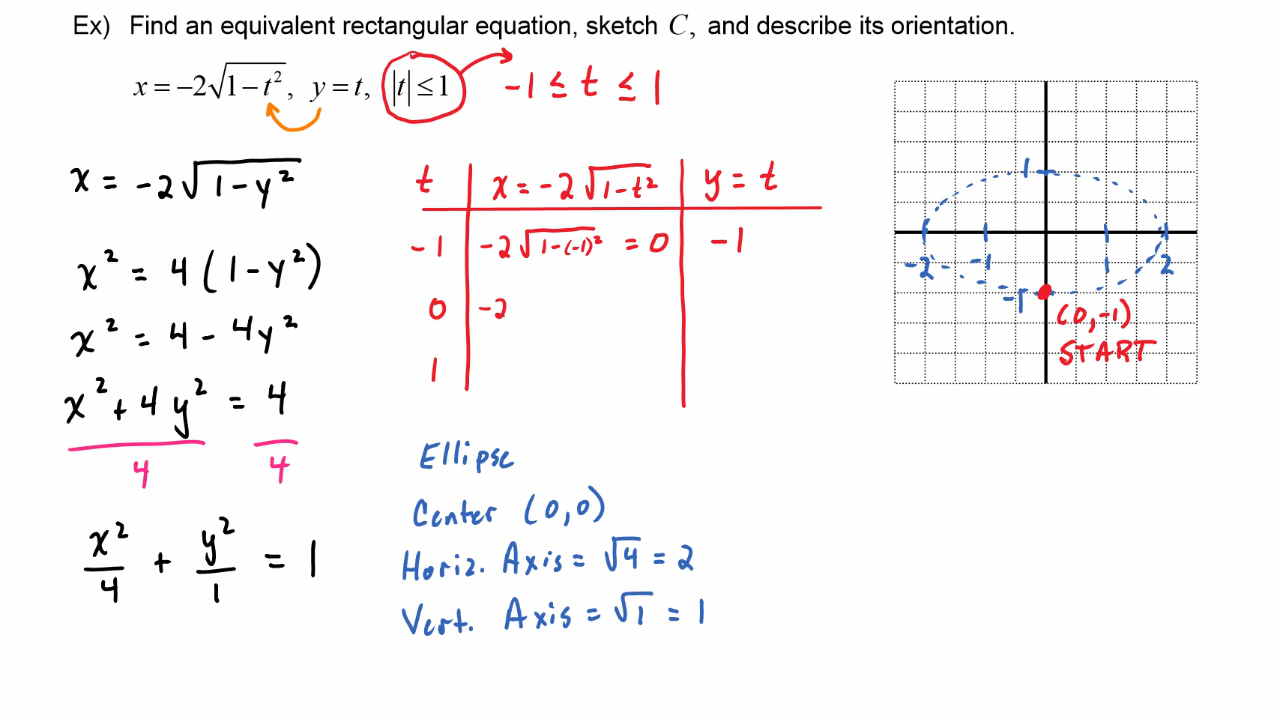 Ex) Find an equivalent rectangular equation, sketch C, and describe its orientation.
x = −2√(1 − t²), y = t, |t| ≤ 1
-1 ≤ t ≤ 1
x = -2√(1 - y²)
x² = 4(1 - y²)
x² = 4 - 4y²
x² + 4y² = 4
4 4
x²/4 + y²/1 = 1
t x = -2√(1-t²) y = t
-1 -2√(1-(-1)²) = 0 -1
0 -2
1
Ellipse
Center (0,0)
Horiz. Axis = √4 = 2
Vert. Axis = √1 = 1
1
-2 -1 1 2
-1
(0,-1)
START